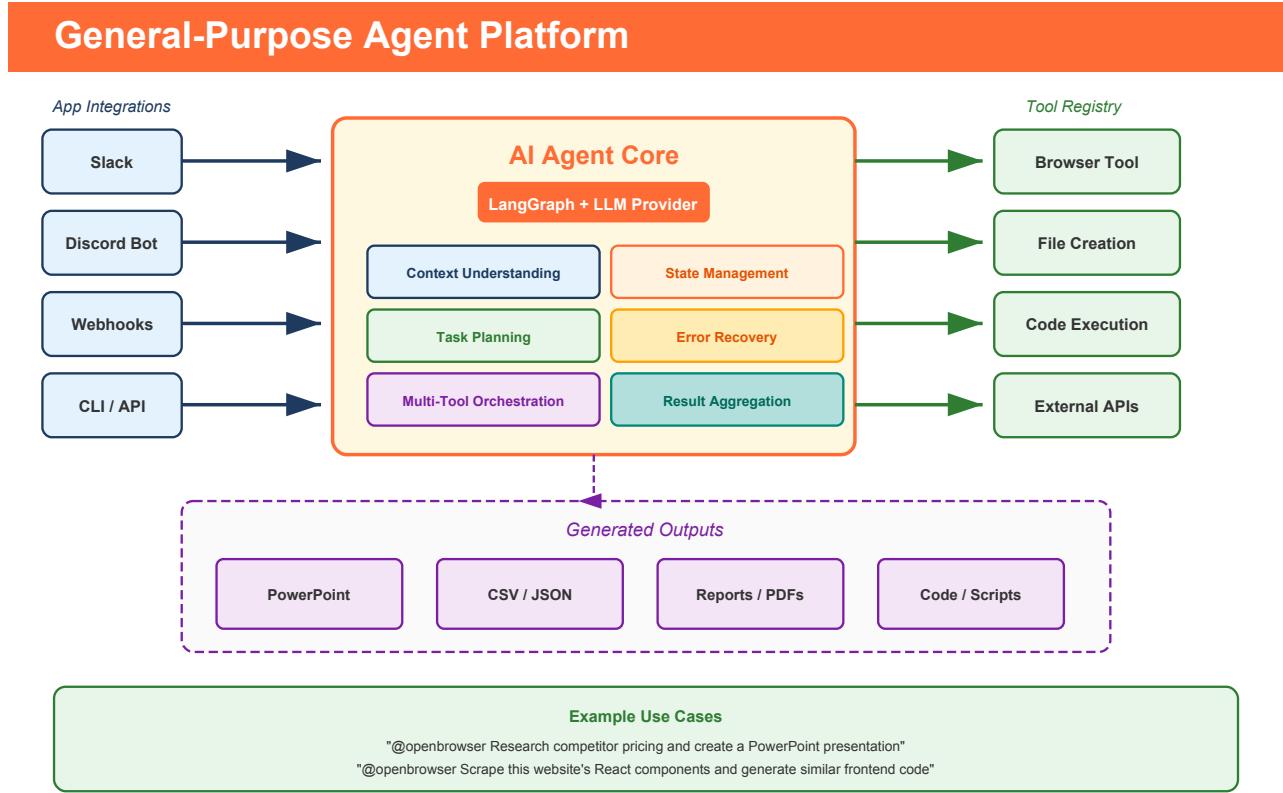 General-Purpose Agent Platform
App Integrations
Slack
Discord Bot
Webhooks
CLI / API
AI Agent Core
LangGraph + LLM Provider
Context Understanding
State Management
Task Planning
Error Recovery
Multi-Tool Orchestration
Result Aggregation
Tool Registry
Browser Tool
File Creation
Code Execution
External APIs
Generated Outputs
PowerPoint
CSV / JSON
Reports / PDFs
Code / Scripts
Example Use Cases
"@openbrowser Research competitor pricing and create a PowerPoint presentation"
"@openbrowser Scrape this website's React components and generate similar frontend code"